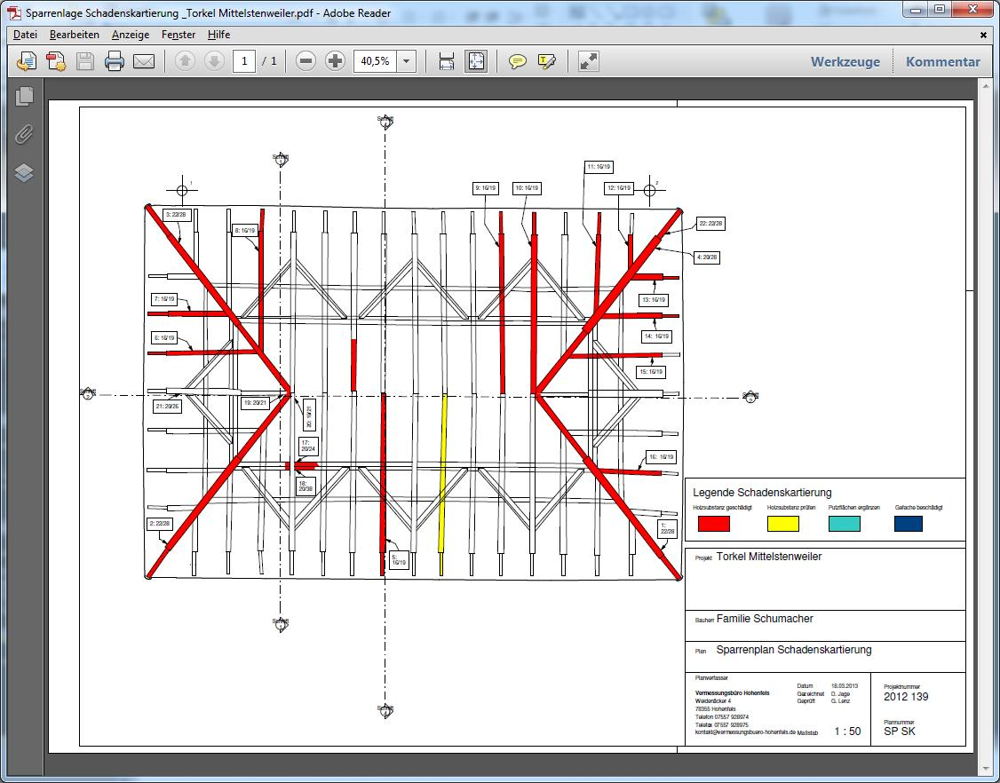 Sparrenlage Schadenskartierung _Torkel Mittelstenweiler.pdf - Adobe Reader
Datei Bearbeiten Anzeige Fenster Hilfe
1 / 1 40,5% Werkzeuge Kommentar
Schnitt
Schnitt
11: 16/19
9: 16/19 10: 16/19 12: 16/19
1
2
3: 22/28
8: 16/19
22: 22/28
4: 20/28
7: 16/19
13: 16/19
6: 16/19
14: 16/19
15: 16/19
Schnitt
Schnitt
21: 20/26
19: 20/21
20: 19/21
17:
20/24
16: 16/19
18:
20/38
2: 22/28
1:
22/28
5:
16/19
Schnitt
Schnitt
Legende Schadenskartierung
Holzsubstanz geschädigt Holzsubstanz prüfen Putzflächen ergänzen Gefache beschädigt
Projekt Torkel Mittelstenweiler
Bauherr Familie Schumacher
Plan Sparrenplan Schadenskartierung
Planverfasser
Vermessungsbüro Hohenfels
Weidenäcker 4
78355 Hohenfels
Telefon 07557 928974
Telefax 07557 928975
kontakt@vermessungsbuero-hohenfels.de
Datum 18.03.2013
Gezeichnet D. Jage
Geprüft G. Lenz
Maßstab 1 : 50
Projektnummer
2012 139
Plannummer
SP SK